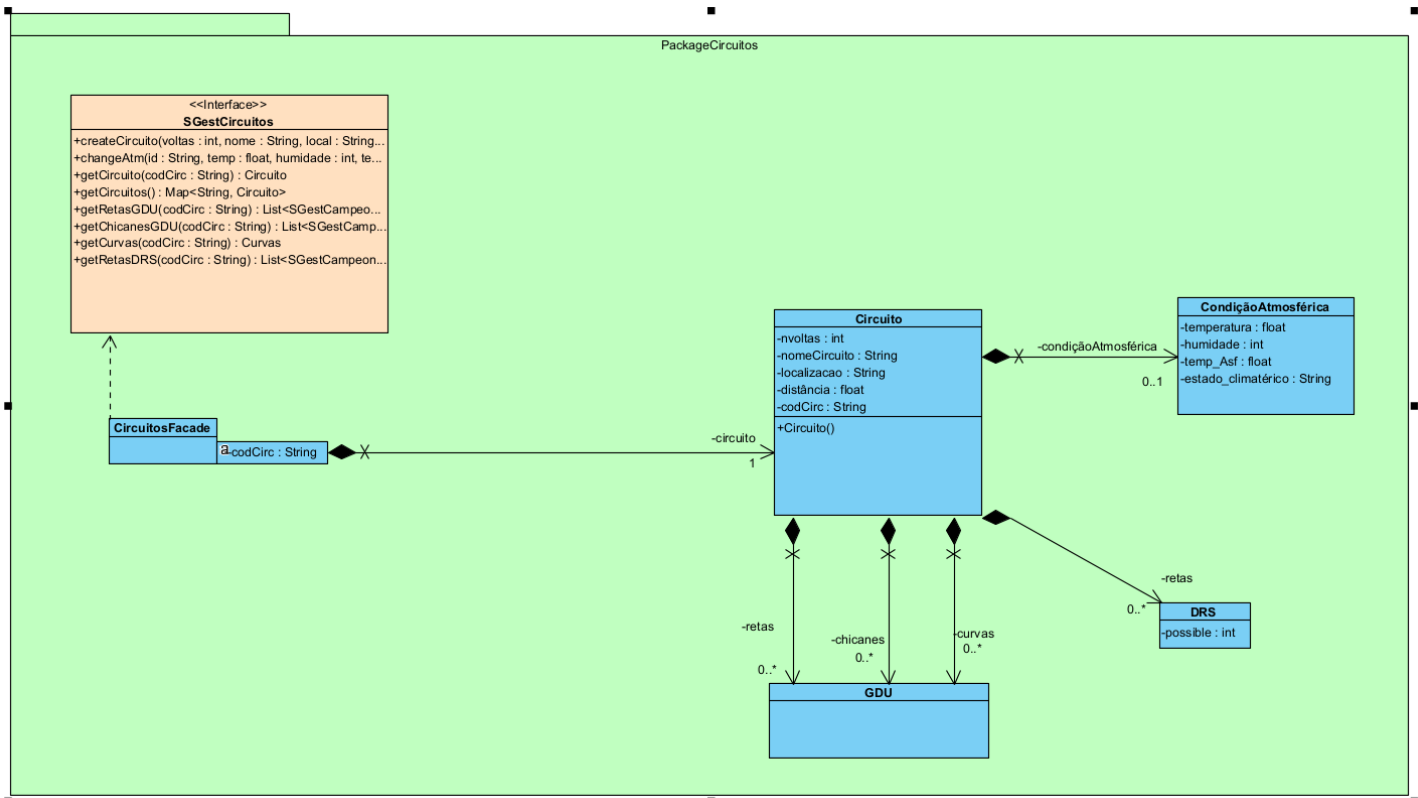 PackageCircuitos
<<Interface>>
SGestCircuitos
+createCircuito(voltas : int, nome : String, local : String...
+changeAtm(id : String, temp : float, humidade : int, te...
+getCircuito(codCirc : String) : Circuito
+getCircuitos() : Map<String, Circuito>
+getRetasGDU(codCirc : String) : List<SGestCampeo...
+getChicanesGDU(codCirc : String) : List<SGestCamp...
+getCurvas(codCirc : String) : Curvas
+getRetasDRS(codCirc : String) : List<SGestCampeon...
CircuitosFacade
a
-codCirc : String
-circuito
1
Circuito
-nvoltas : int
-nomeCircuito : String
-localizacao : String
-distância : float
-codCirc : String
+Circuito()
-condiçãoAtmosférica
0..1
CondiçãoAtmosférica
-temperatura : float
-humidade : int
-temp_Asf : float
-estado_climatérico : String
-retas
0..*
DRS
-possible : int
-retas
0..*
-chicanes
0..*
-curvas
0..*
GDU